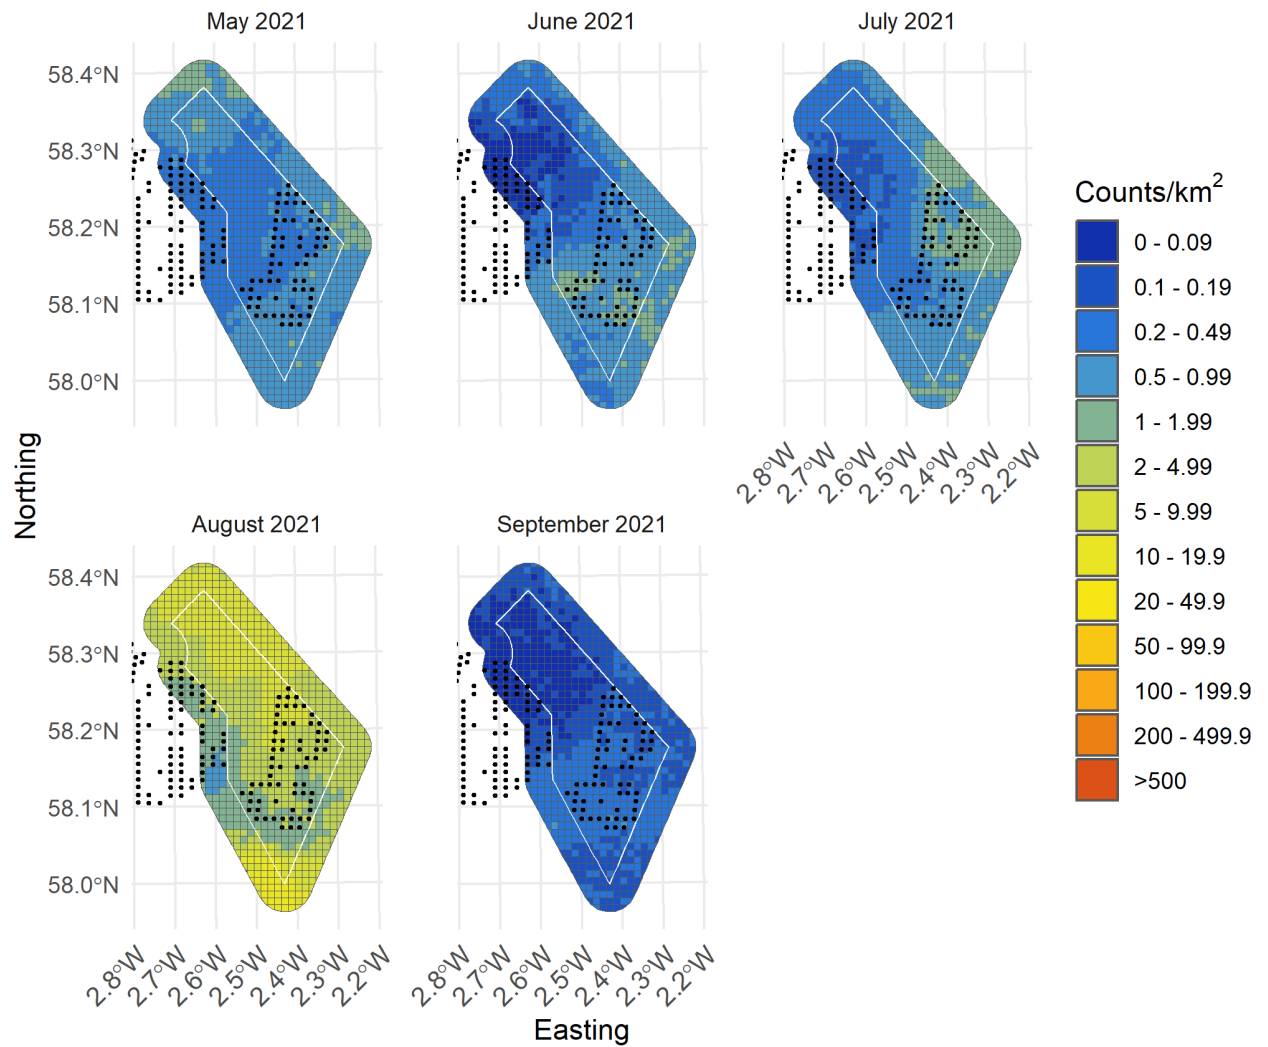 May 2021
June 2021
July 2021
58.4°N
58.3°N
58.2°N
58.1°N
58.0°N
2.8°W
2.7°W
2.6°W
2.5°W
2.4°W
2.3°W
2.2°W
Northing
August 2021
September 2021
58.4°N
58.3°N
58.2°N
58.1°N
58.0°N
2.8°W
2.7°W
2.6°W
2.5°W
2.4°W
2.3°W
2.2°W
2.8°W
2.7°W
2.6°W
2.5°W
2.4°W
2.3°W
2.2°W
Easting
Counts/km²
0 - 0.09
0.1 - 0.19
0.2 - 0.49
0.5 - 0.99
1 - 1.99
2 - 4.99
5 - 9.99
10 - 19.9
20 - 49.9
50 - 99.9
100 - 199.9
200 - 499.9
>500